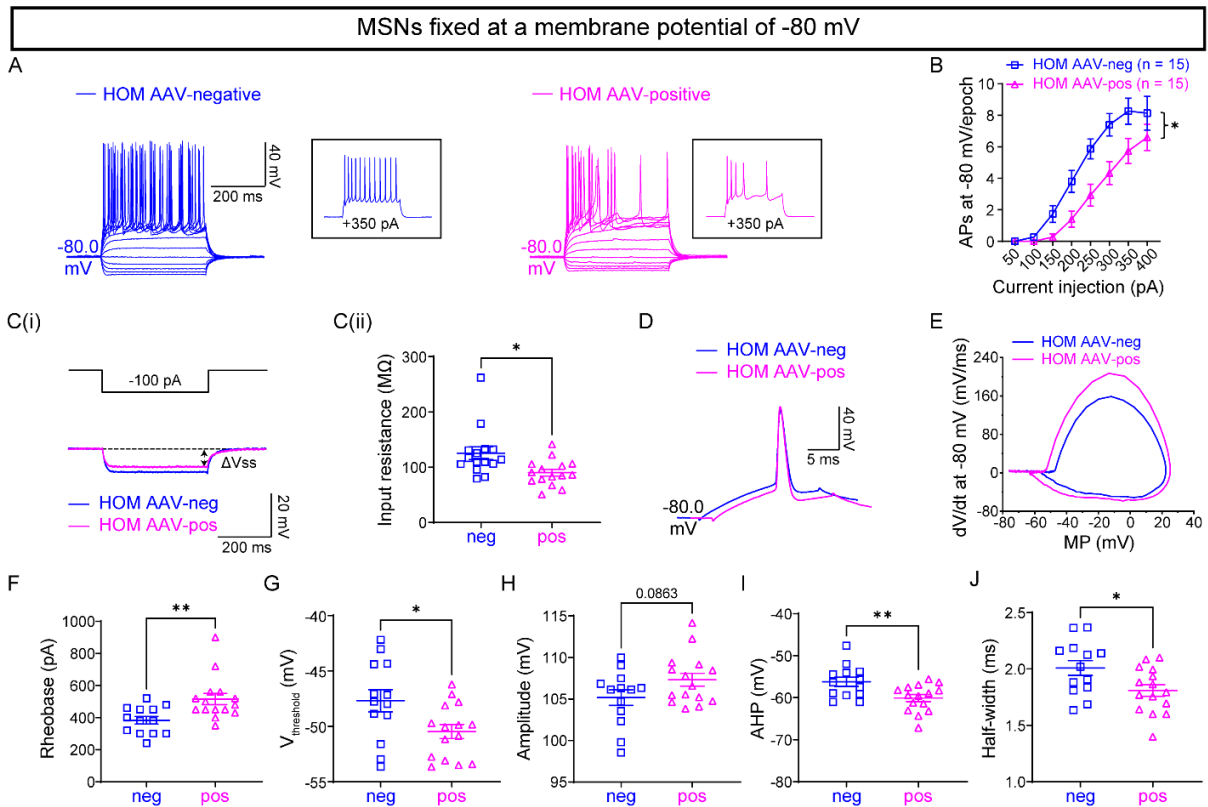 MSNs fixed at a membrane potential of -80 mV
A
HOM AAV-negative
40 mV
200 ms
-80.0
mV
+350 pA
HOM AAV-positive
-80.0
mV
+350 pA
B
HOM AAV-neg (n = 15)
HOM AAV-pos (n = 15)
APs at -80 mV/epoch
10
8
6
4
2
0
*
50 100 150 200 250 300 350 400
Current injection (pA)
C(i)
-100 pA
ΔVss
HOM AAV-neg
HOM AAV-pos
20 mV
200 ms
C(ii)
Input resistance (MΩ)
300
200
100
0
*
neg pos
D
HOM AAV-neg
HOM AAV-pos
40 mV
5 ms
-80.0
mV
E
HOM AAV-neg
HOM AAV-pos
dV/dt at -80 mV (mV/ms)
240
160
80
0
-80
-80 -60 -40 -20 0 20 40
MP (mV)
F
Rheobase (pA)
1000
800
600
400
200
0
**
neg pos
G
Vthreshold (mV)
-40
-45
-50
-55
*
neg pos
H
Amplitude (mV)
115
110
105
100
95
0.0863
neg pos
I
AHP (mV)
-40
-50
-60
-70
-80
**
neg pos
J
Half-width (ms)
2.5
2.0
1.5
1.0
*
neg pos